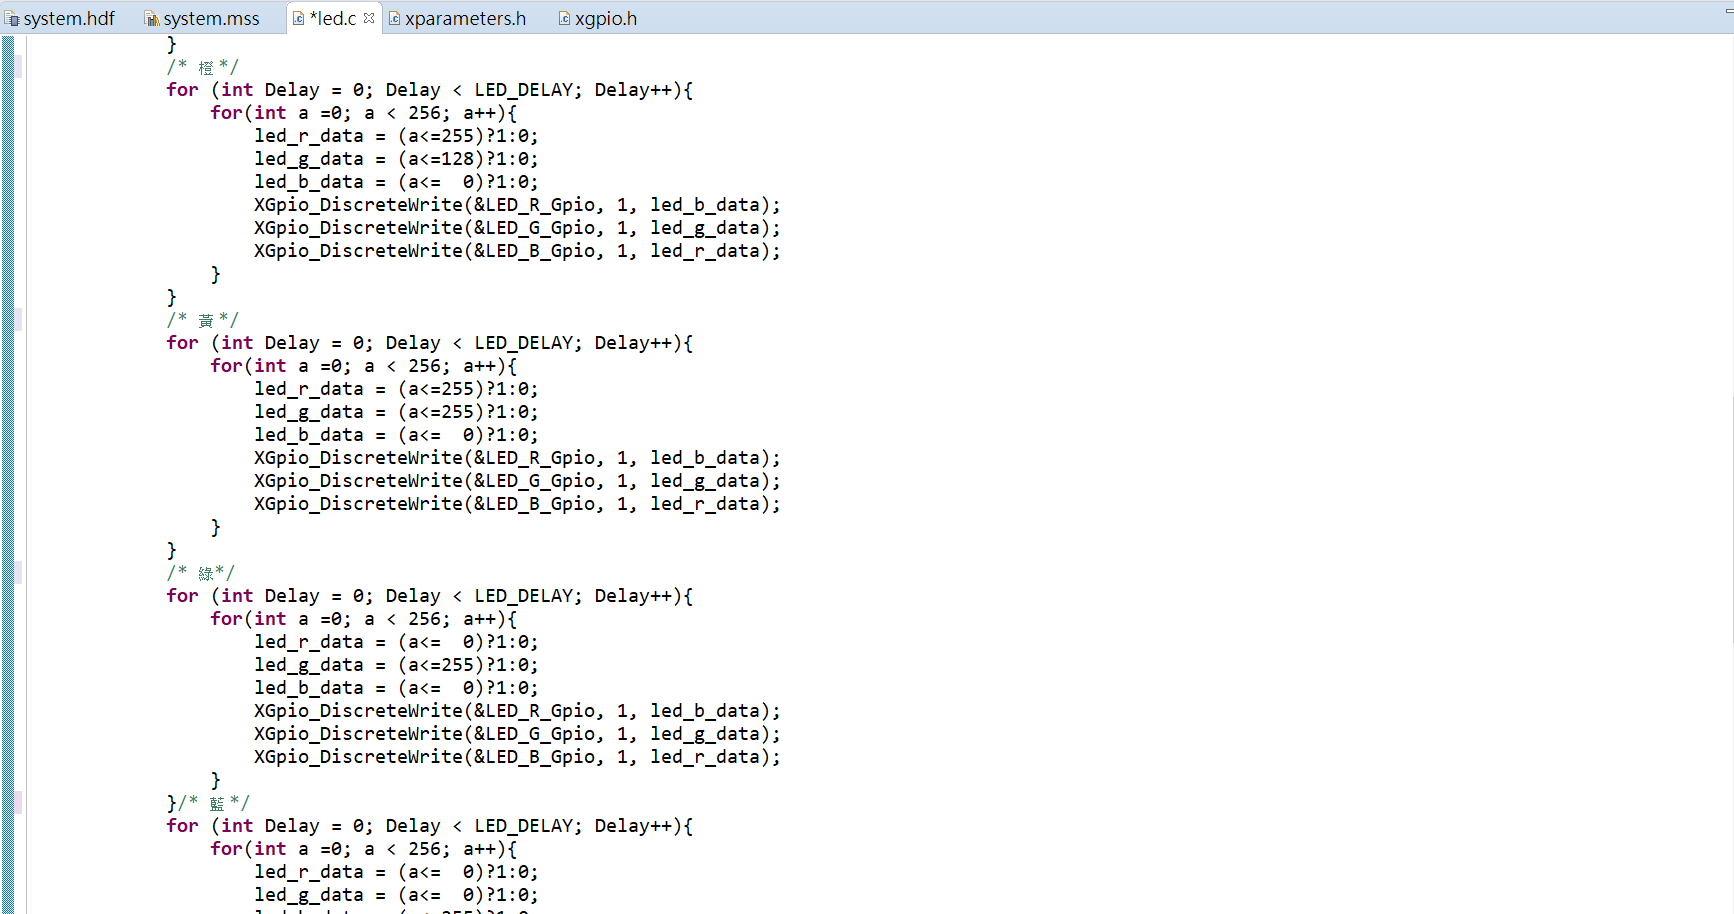 system.hdf system.mss *led.c xparameters.h xgpio.h
}
/* 橙 */
for (int Delay = 0; Delay < LED_DELAY; Delay++){
for(int a =0; a < 256; a++){
led_r_data = (a<=255)?1:0;
led_g_data = (a<=128)?1:0;
led_b_data = (a<=  0)?1:0;
XGpio_DiscreteWrite(&LED_R_Gpio, 1, led_b_data);
XGpio_DiscreteWrite(&LED_G_Gpio, 1, led_g_data);
XGpio_DiscreteWrite(&LED_B_Gpio, 1, led_r_data);
}
}
/* 黃 */
for (int Delay = 0; Delay < LED_DELAY; Delay++){
for(int a =0; a < 256; a++){
led_r_data = (a<=255)?1:0;
led_g_data = (a<=255)?1:0;
led_b_data = (a<=  0)?1:0;
XGpio_DiscreteWrite(&LED_R_Gpio, 1, led_b_data);
XGpio_DiscreteWrite(&LED_G_Gpio, 1, led_g_data);
XGpio_DiscreteWrite(&LED_B_Gpio, 1, led_r_data);
}
}
/* 綠*/
for (int Delay = 0; Delay < LED_DELAY; Delay++){
for(int a =0; a < 256; a++){
led_r_data = (a<=  0)?1:0;
led_g_data = (a<=255)?1:0;
led_b_data = (a<=  0)?1:0;
XGpio_DiscreteWrite(&LED_R_Gpio, 1, led_b_data);
XGpio_DiscreteWrite(&LED_G_Gpio, 1, led_g_data);
XGpio_DiscreteWrite(&LED_B_Gpio, 1, led_r_data);
}
}/* 藍 */
for (int Delay = 0; Delay < LED_DELAY; Delay++){
for(int a =0; a < 256; a++){
led_r_data = (a<=  0)?1:0;
led_g_data = (a<=  0)?1:0;